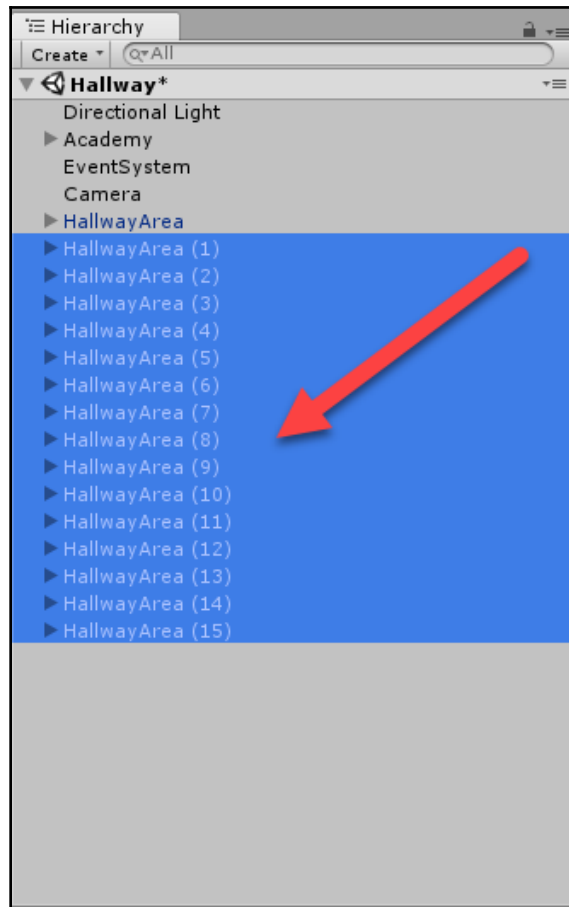 Hierarchy
Create All
Hallway*
Directional Light
Academy
EventSystem
Camera
HallwayArea
HallwayArea (1)
HallwayArea (2)
HallwayArea (3)
HallwayArea (4)
HallwayArea (5)
HallwayArea (6)
HallwayArea (7)
HallwayArea (8)
HallwayArea (9)
HallwayArea (10)
HallwayArea (11)
HallwayArea (12)
HallwayArea (13)
HallwayArea (14)
HallwayArea (15)